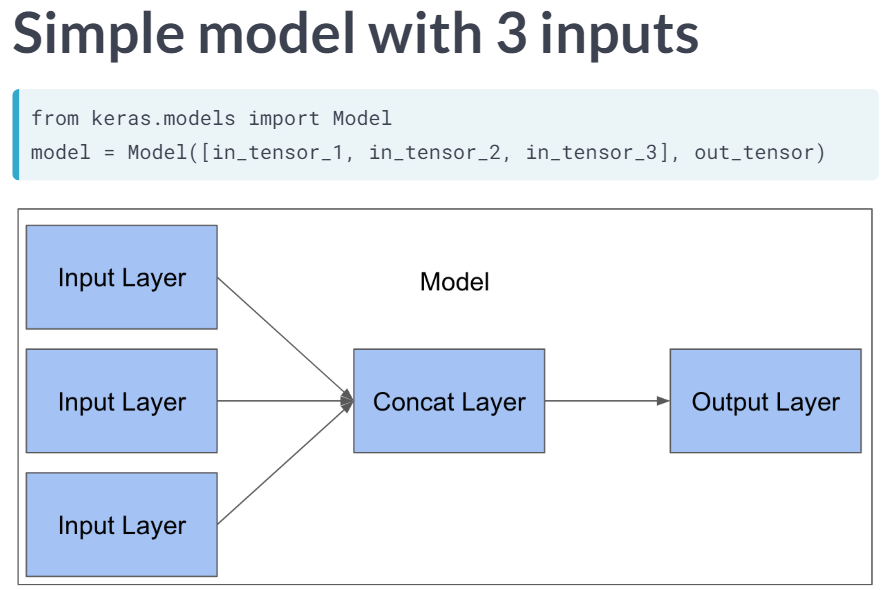 Simple model with 3 inputs
from keras.models import Model
model = Model([in_tensor_1, in_tensor_2, in_tensor_3], out_tensor)
Input Layer
Model
Input Layer
Concat Layer
Output Layer
Input Layer